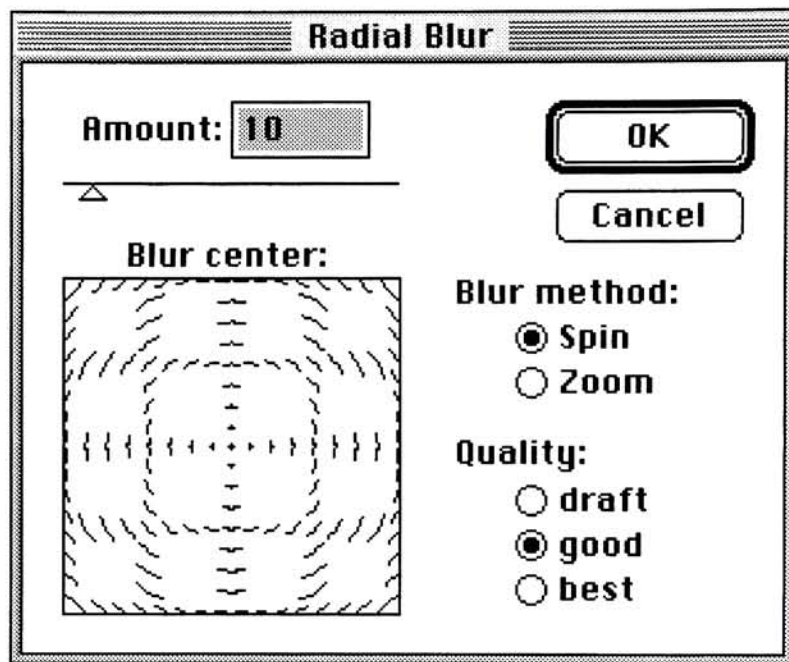 Radial Blur
Amount: 10
OK
Cancel
Blur center:
Blur method:
Spin
Zoom
Quality:
draft
good
best